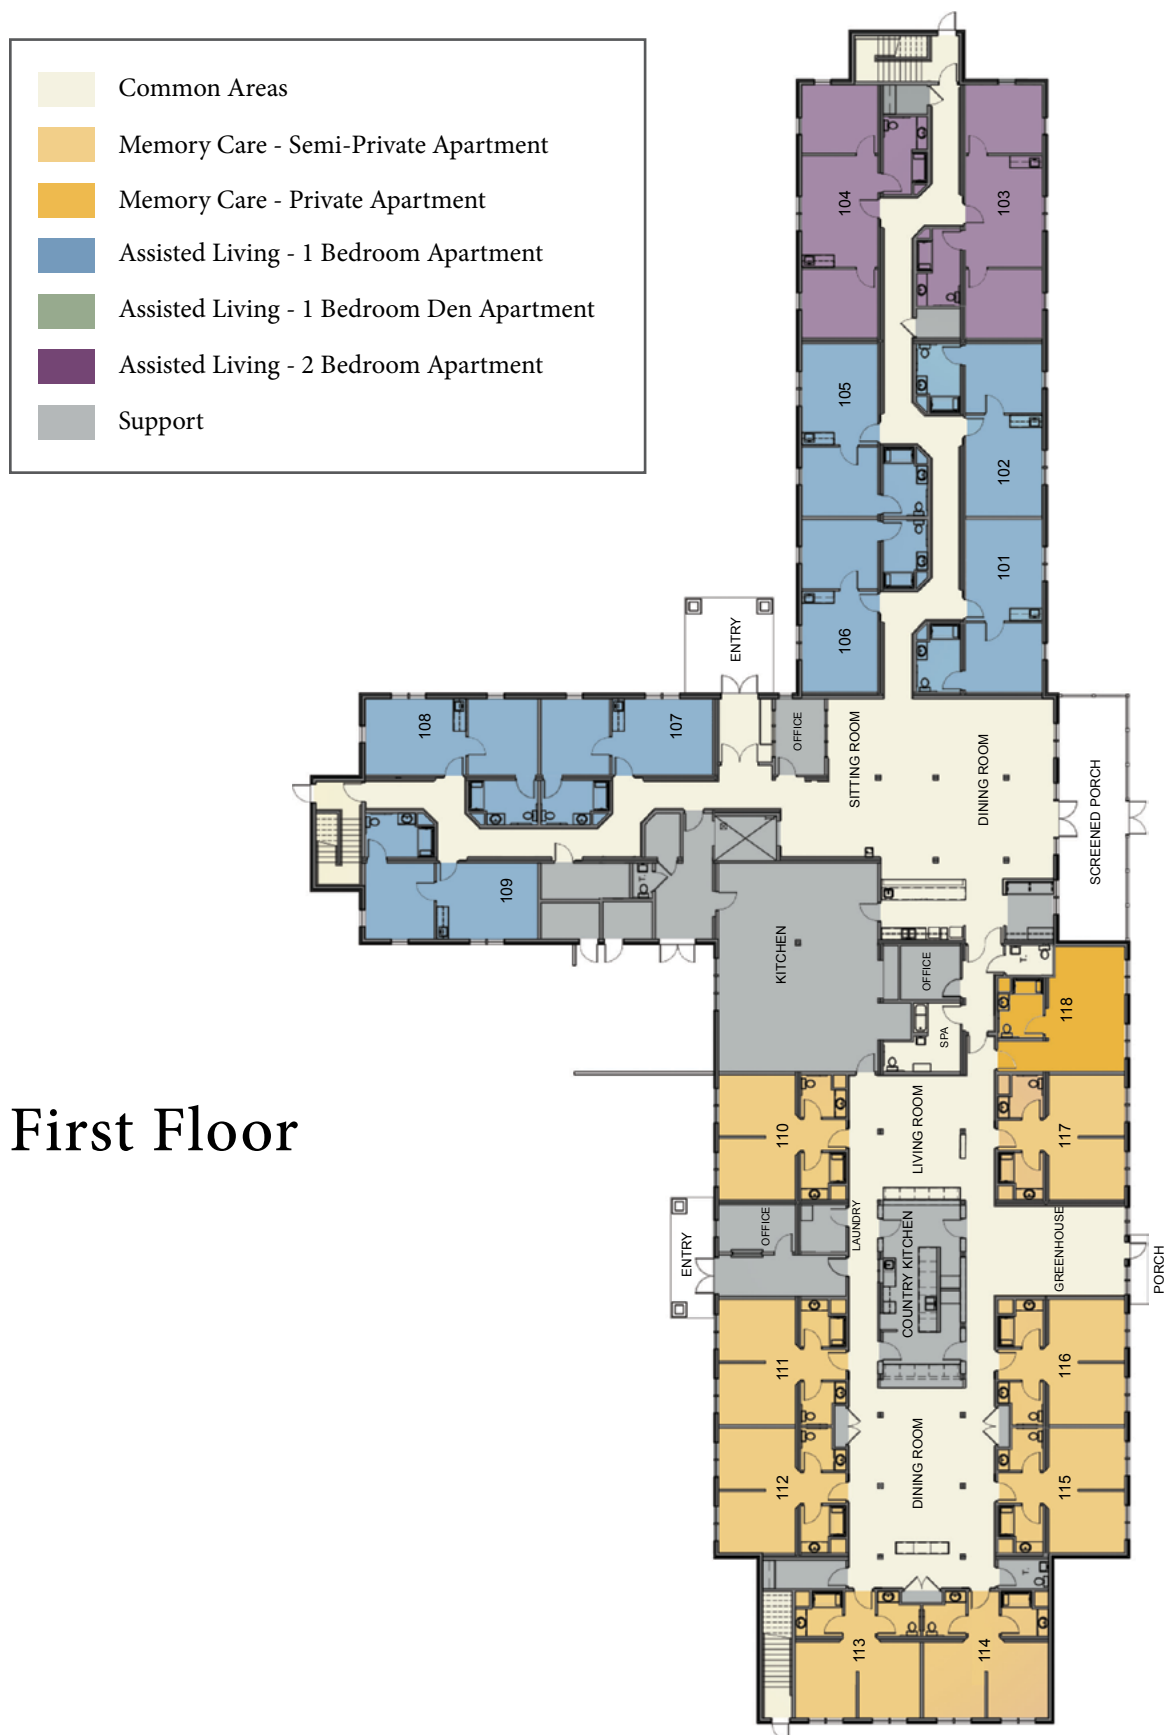 Common Areas
Memory Care - Semi-Private Apartment
Memory Care - Private Apartment
Assisted Living - 1 Bedroom Apartment
Assisted Living - 1 Bedroom Den Apartment
Assisted Living - 2 Bedroom Apartment
Support
104
103
105
102
101
106
ENTRY
108
107
OFFICE
SITTING ROOM
DINING ROOM
SCREENED PORCH
109
T.
KITCHEN
OFFICE
T.
SPA
118
First Floor
110
LIVING ROOM
117
ENTRY
OFFICE
LAUNDRY
COUNTRY KITCHEN
GREENHOUSE
PORCH
111
116
112
DINING ROOM
115
T.
113
114